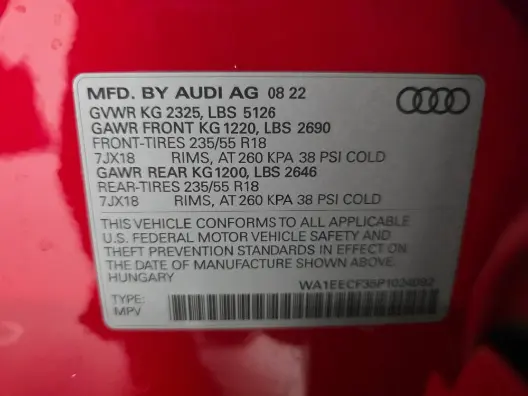 MFD. BY AUDI AG 08 22
GVWR KG 2325, LBS 5126
GAWR FRONT KG 1220, LBS 2690
FRONT-TIRES 235/55 R18
7JX18 RIMS, AT 260 KPA 38 PSI COLD
GAWR REAR KG1200, LBS 2646
REAR-TIRES 235/55 R18
7JX18 RIMS, AT 260 KPA 38 PSI COLD
THIS VEHICLE CONFORMS TO ALL APPLICABLE
U.S. FEDERAL MOTOR VEHICLE SAFETY AND
THEFT PREVENTION STANDARDS IN EFFECT ON
THE DATE OF MANUFACTURE SHOWN ABOVE.
HUNGARY
TYPE:
MPV